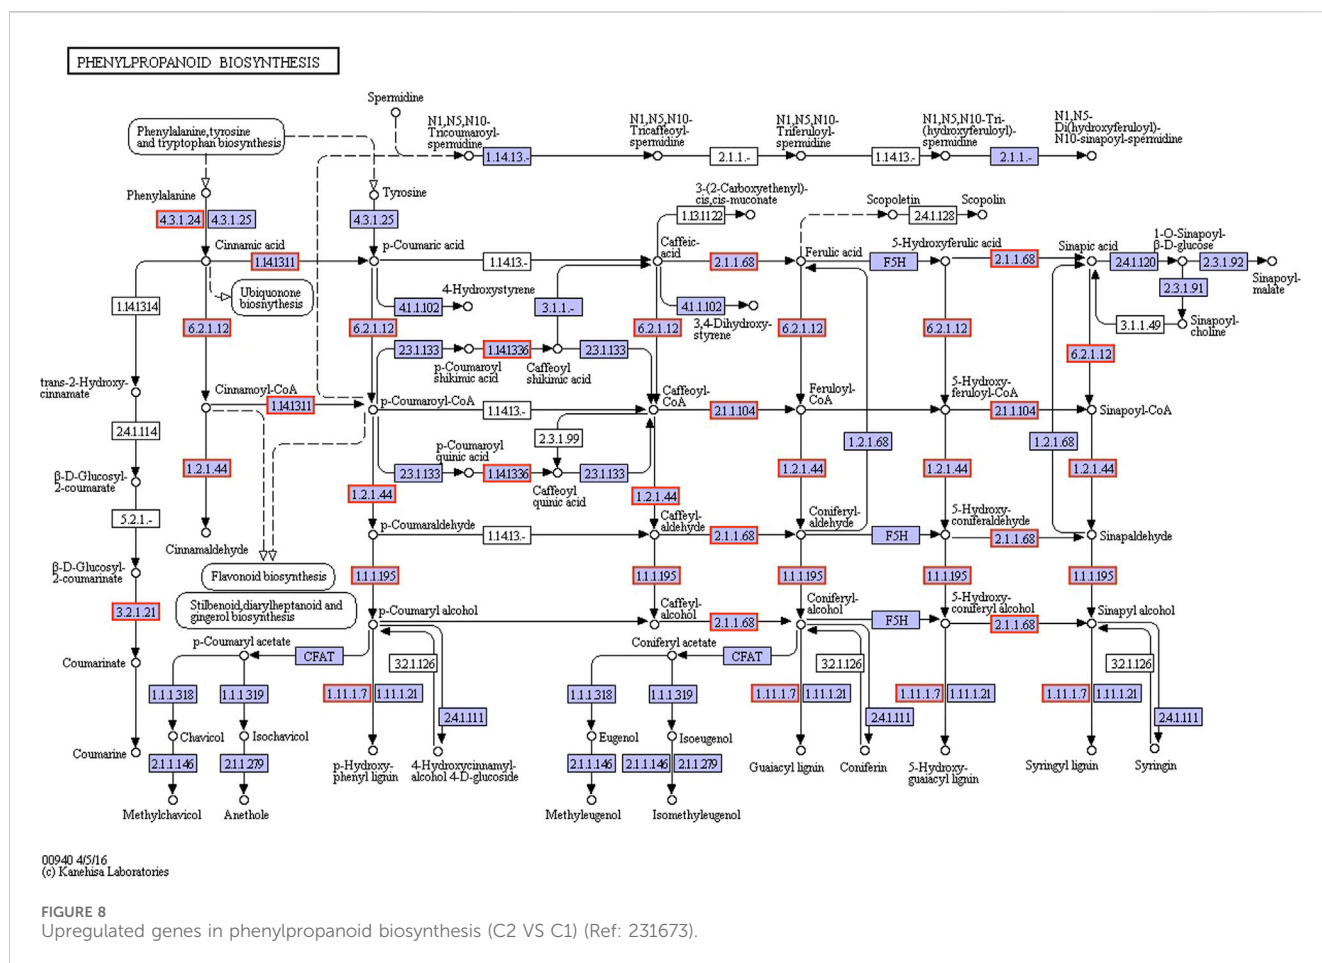 PHENYLPROPANOID BIOSYNTHESIS
Spermidine
Phenylalanine,tyrosine
and tryptophan biosynthesis
N1,N5,N10-
Tricoumaroyl-
spermidine
N1,N5,N10-
Tricaffeoyl-
spermidine
N1,N5,N10-
Triferuloyl-
spermidine
N1,N5,N10-Tri-
(hydroxyferuloyl)-
spermidine
N1,N5-
Di(hydroxyferuloyl)-
N10-sinapoyl-spermidine
1.14.13.-
2.1.1.-
1.14.13.-
2.1.1.-
Phenylalanine
Tyrosine
3-(2-Carboxyethenyl)-
cis,cis-muconate
Scopoletin
Scopolin
4.3.1.24
4.3.1.25
4.3.1.25
1.13.11.22
2.4.1.128
Cinnamic acid
p-Coumaric acid
Caffeic-
acid
Ferulic acid
5-Hydroxyferulic acid
Sinapic acid
1-O-Sinapoyl-
β-D-glucose
1.14.13.11
1.14.13.-
2.1.1.68
F5H
2.1.1.68
2.4.1.120
2.3.1.92
Sinapoyl-
malate
Ubiquonone
biosnythesis
4-Hydroxystyrene
2.3.1.91
1.14.13.14
4.1.1.102
3.1.1.-
4.1.1.102
3,4-Dihydroxy-
styrene
3.1.1.49
Sinapoyl-
choline
6.2.1.12
6.2.1.12
6.2.1.12
6.2.1.12
6.2.1.12
6.2.1.12
2.3.1.133
1.14.13.36
2.3.1.133
p-Coumaroyl
shikimic acid
Caffeoyl
shikimic acid
trans-2-Hydroxy-
cinnamate
Cinnamoyl-CoA
p-Coumaroyl-CoA
Caffeoyl-
CoA
Feruloyl-
CoA
5-Hydroxy-
feruloyl-CoA
Sinapoyl-CoA
1.14.13.11
1.14.13.-
2.1.1.104
2.1.1.104
2.4.1.114
2.3.1.99
1.2.1.68
1.2.1.68
p-Coumaroyl
quinic acid
β-D-Glucosyl-
2-coumarate
1.2.1.44
2.3.1.133
1.14.13.36
2.3.1.133
1.2.1.44
1.2.1.44
1.2.1.44
Caffeoyl
quinic acid
1.2.1.44
1.2.1.44
5.2.1.-
Cinnamaldehyde
p-Coumaraldehyde
1.14.13.-
Caffeyl-
aldehyde
2.1.1.68
Coniferyl-
aldehyde
F5H
5-Hydroxy-
coniferaldehyde
2.1.1.68
Sinapaldehyde
β-D-Glucosyl-
2-coumarinate
Flavonoid biosynthesis
1.1.1.195
1.1.1.195
1.1.1.195
1.1.1.195
1.1.1.195
Stilbenoid,diarylheptanoid and
gingerol biosynthesis
3.2.1.21
p-Coumaryl alcohol
Caffeyl-
alcohol
2.1.1.68
Coniferyl-
alcohol
F5H
5-Hydroxy-
coniferyl alcohol
2.1.1.68
Sinapyl alcohol
p-Coumaryl acetate
CFAT
Coniferyl acetate
CFAT
Coumarinate
3.2.1.126
3.2.1.126
3.2.1.126
1.1.1.318
1.1.1.319
1.11.1.7
1.11.1.21
1.1.1.318
1.1.1.319
1.11.1.7
1.11.1.21
1.11.1.7
1.11.1.21
1.11.1.7
1.11.1.21
2.4.1.111
2.4.1.111
2.4.1.111
Coumarine
Chavicol
Isochavicol
Eugenol
Isoeugenol
2.1.1.146
2.1.1.279
p-Hydroxy-
phenyl lignin
4-Hydroxycinnamyl-
alcohol 4-D-glucoside
2.1.1.146
2.1.1.146
2.1.1.279
Guaiacyl lignin
Coniferin
5-Hydroxy-
guaiacyl lignin
Syringyl lignin
Syringin
Methylchavicol
Anethole
Methyleugenol
Isomethyleugenol
00940 4/5/16
(c) Kanehisa Laboratories
FIGURE 8
Upregulated genes in phenylpropanoid biosynthesis (C2 VS C1) (Ref: 231673).